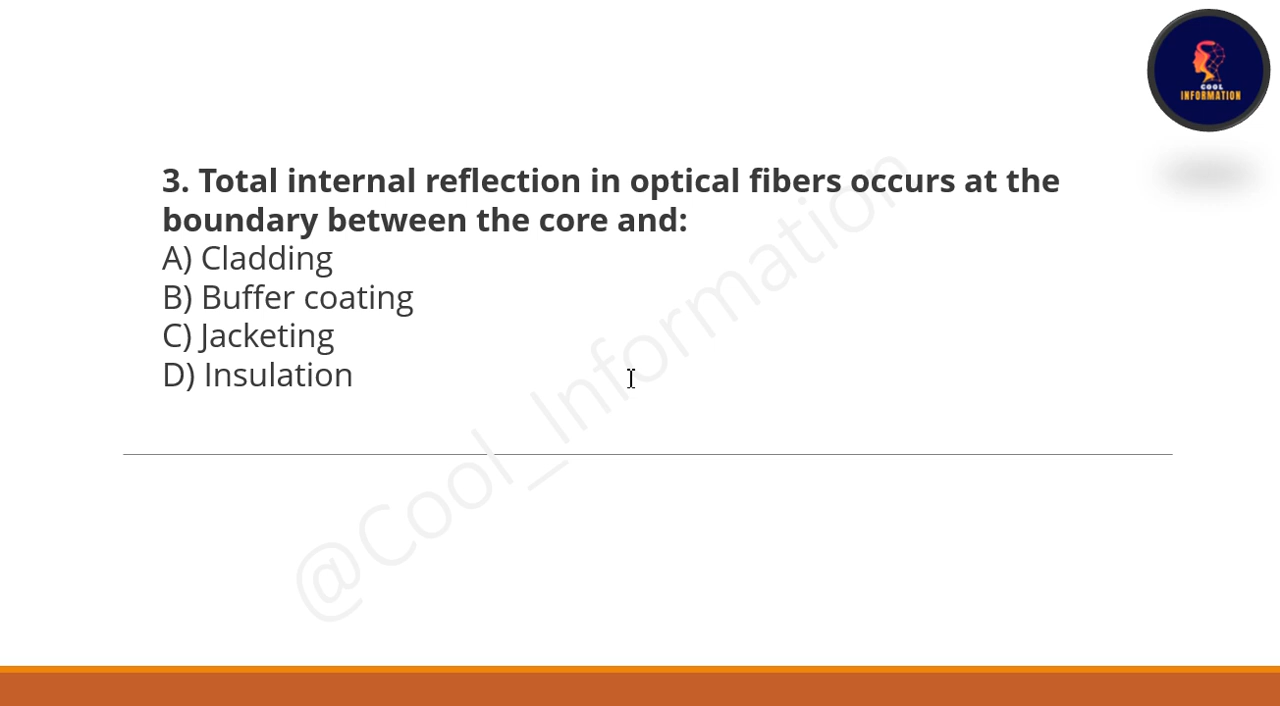 COOL
INFORMATION
3. Total internal reflection in optical fibers occurs at the
boundary between the core and:
A) Cladding
B) Buffer coating
C) Jacketing
D) Insulation
@Cool_Information